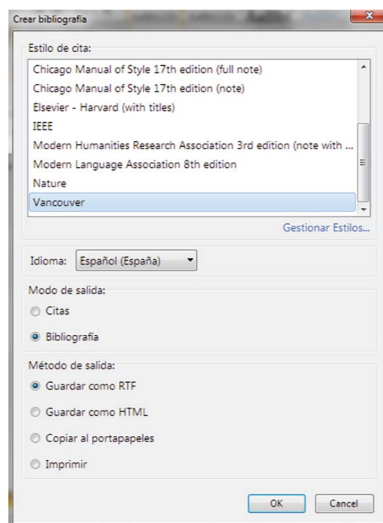 Crear bibliografía
Estilo de cita:
Chicago Manual of Style 17th edition (full note)
Chicago Manual of Style 17th edition (note)
Elsevier - Harvard (with titles)
IEEE
Modern Humanities Research Association 3rd edition (note with ...
Modern Language Association 8th edition
Nature
Vancouver
Gestionar Estilos...
Idioma: Español (España)
Modo de salida:
Citas
Bibliografía
Método de salida:
Guardar como RTF
Guardar como HTML
Copiar al portapapeles
Imprimir
OK Cancel